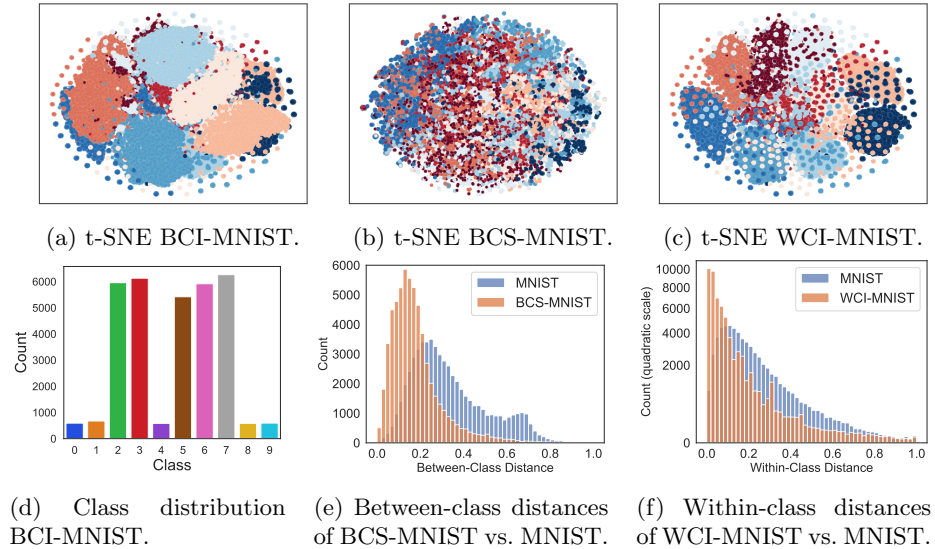 (a) t-SNE BCI-MNIST.
(b) t-SNE BCS-MNIST.
(c) t-SNE WCI-MNIST.
6000
5000
4000
3000
2000
1000
0
Count
0 1 2 3 4 5 6 7 8 9
Class
6000
5000
4000
3000
2000
1000
0
Count
MNIST
BCS-MNIST
0.0 0.2 0.4 0.6 0.8 1.0
Between-Class Distance
10000
8000
6000
4000
2000
0
Count (quadratic scale)
MNIST
WCI-MNIST
0.0 0.2 0.4 0.6 0.8 1.0
Within-Class Distance
(d) Class distribution
BCI-MNIST.
(e) Between-class distances
of BCS-MNIST vs. MNIST.
(f) Within-class distances
of WCI-MNIST vs. MNIST.